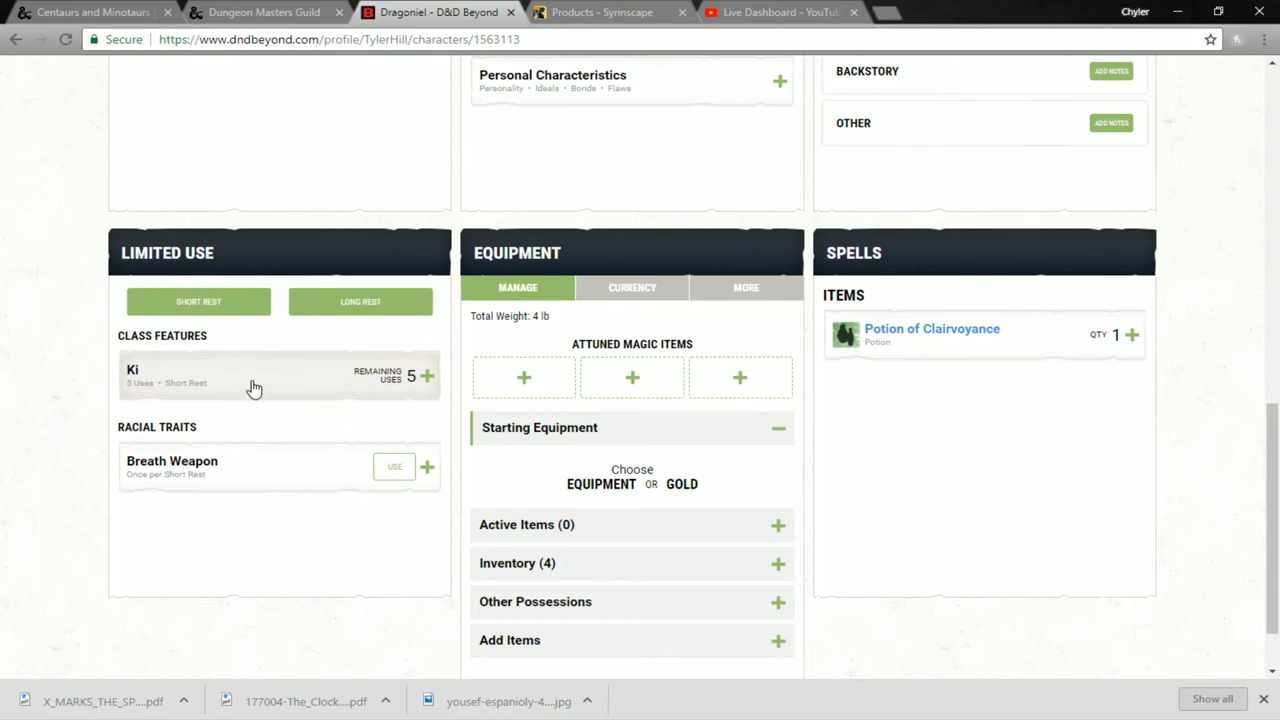 Centaurs and Minotaurs
Dungeon Masters Guild
Dragoniel - D&D Beyond
Products - Syrinscape
Live Dashboard - YouTu
Chyler
Secure
https://www.dndbeyond.com/profile/TylerHill/characters/1563113
Personal Characteristics
Personality • Ideals • Bonds • Flaws
BACKSTORY
ADD NOTES
OTHER
ADD NOTES
LIMITED USE
SHORT REST
LONG REST
CLASS FEATURES
Ki
5 Uses • Short Rest
REMAINING
USES 5
RACIAL TRAITS
Breath Weapon
Once per Short Rest
USE
EQUIPMENT
MANAGE
CURRENCY
MORE
Total Weight: 4 lb
ATTUNED MAGIC ITEMS
Starting Equipment
Choose
EQUIPMENT OR GOLD
Active Items (0)
Inventory (4)
Other Possessions
Add Items
SPELLS
ITEMS
Potion of Clairvoyance
Potion
QTY 1
X_MARKS_THE_SP....pdf
177004-The_Clock....pdf
yousef-espanioly-4....jpg
Show all